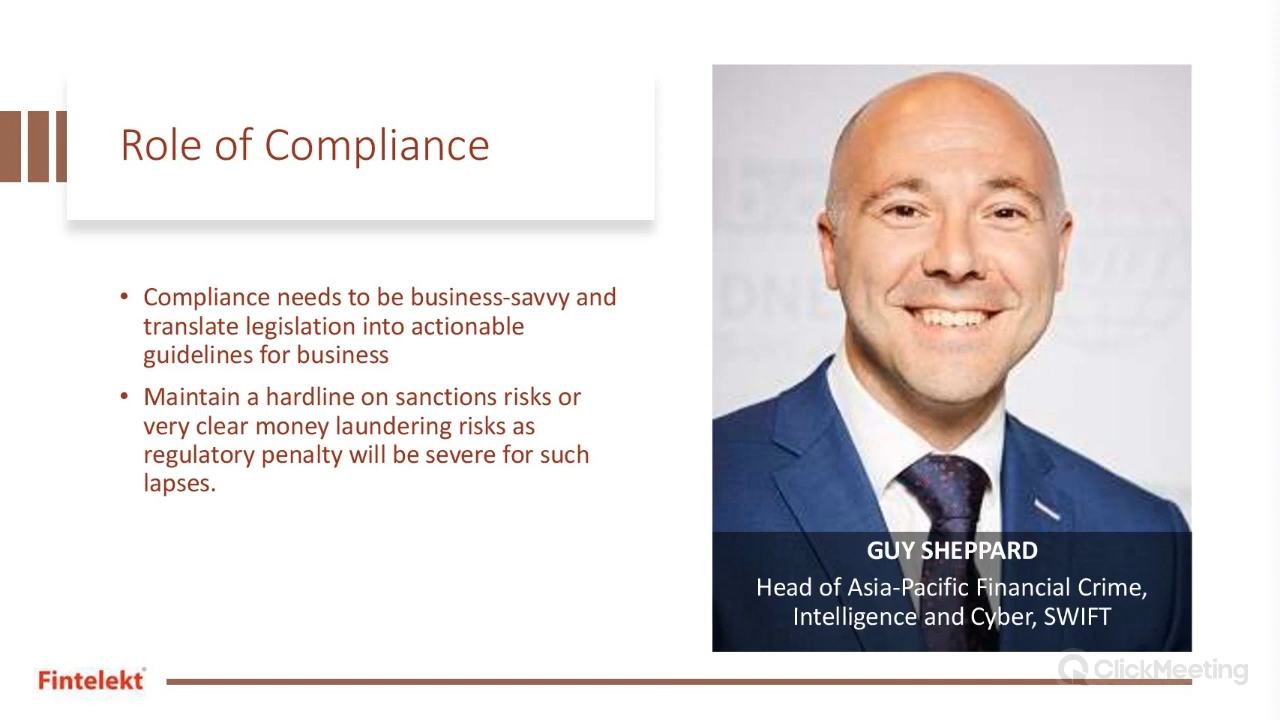 Role of Compliance
• Compliance needs to be business-savvy and
translate legislation into actionable
guidelines for business
• Maintain a hardline on sanctions risks or
very clear money laundering risks as
regulatory penalty will be severe for such
lapses.
GUY SHEPPARD
Head of Asia-Pacific Financial Crime,
Intelligence and Cyber, SWIFT
Fintelekt®
ClickMeeting